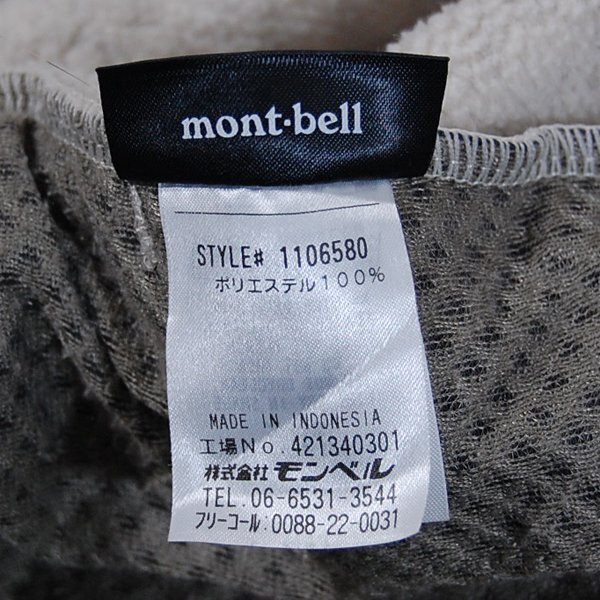 mont-bell
STYLE# 1106580
ポリエステル100%
MADE IN INDONESIA
工場No.421340301
株式会社 モンベル
TEL.06-6531-3544
フリーコール:0088-22-0031